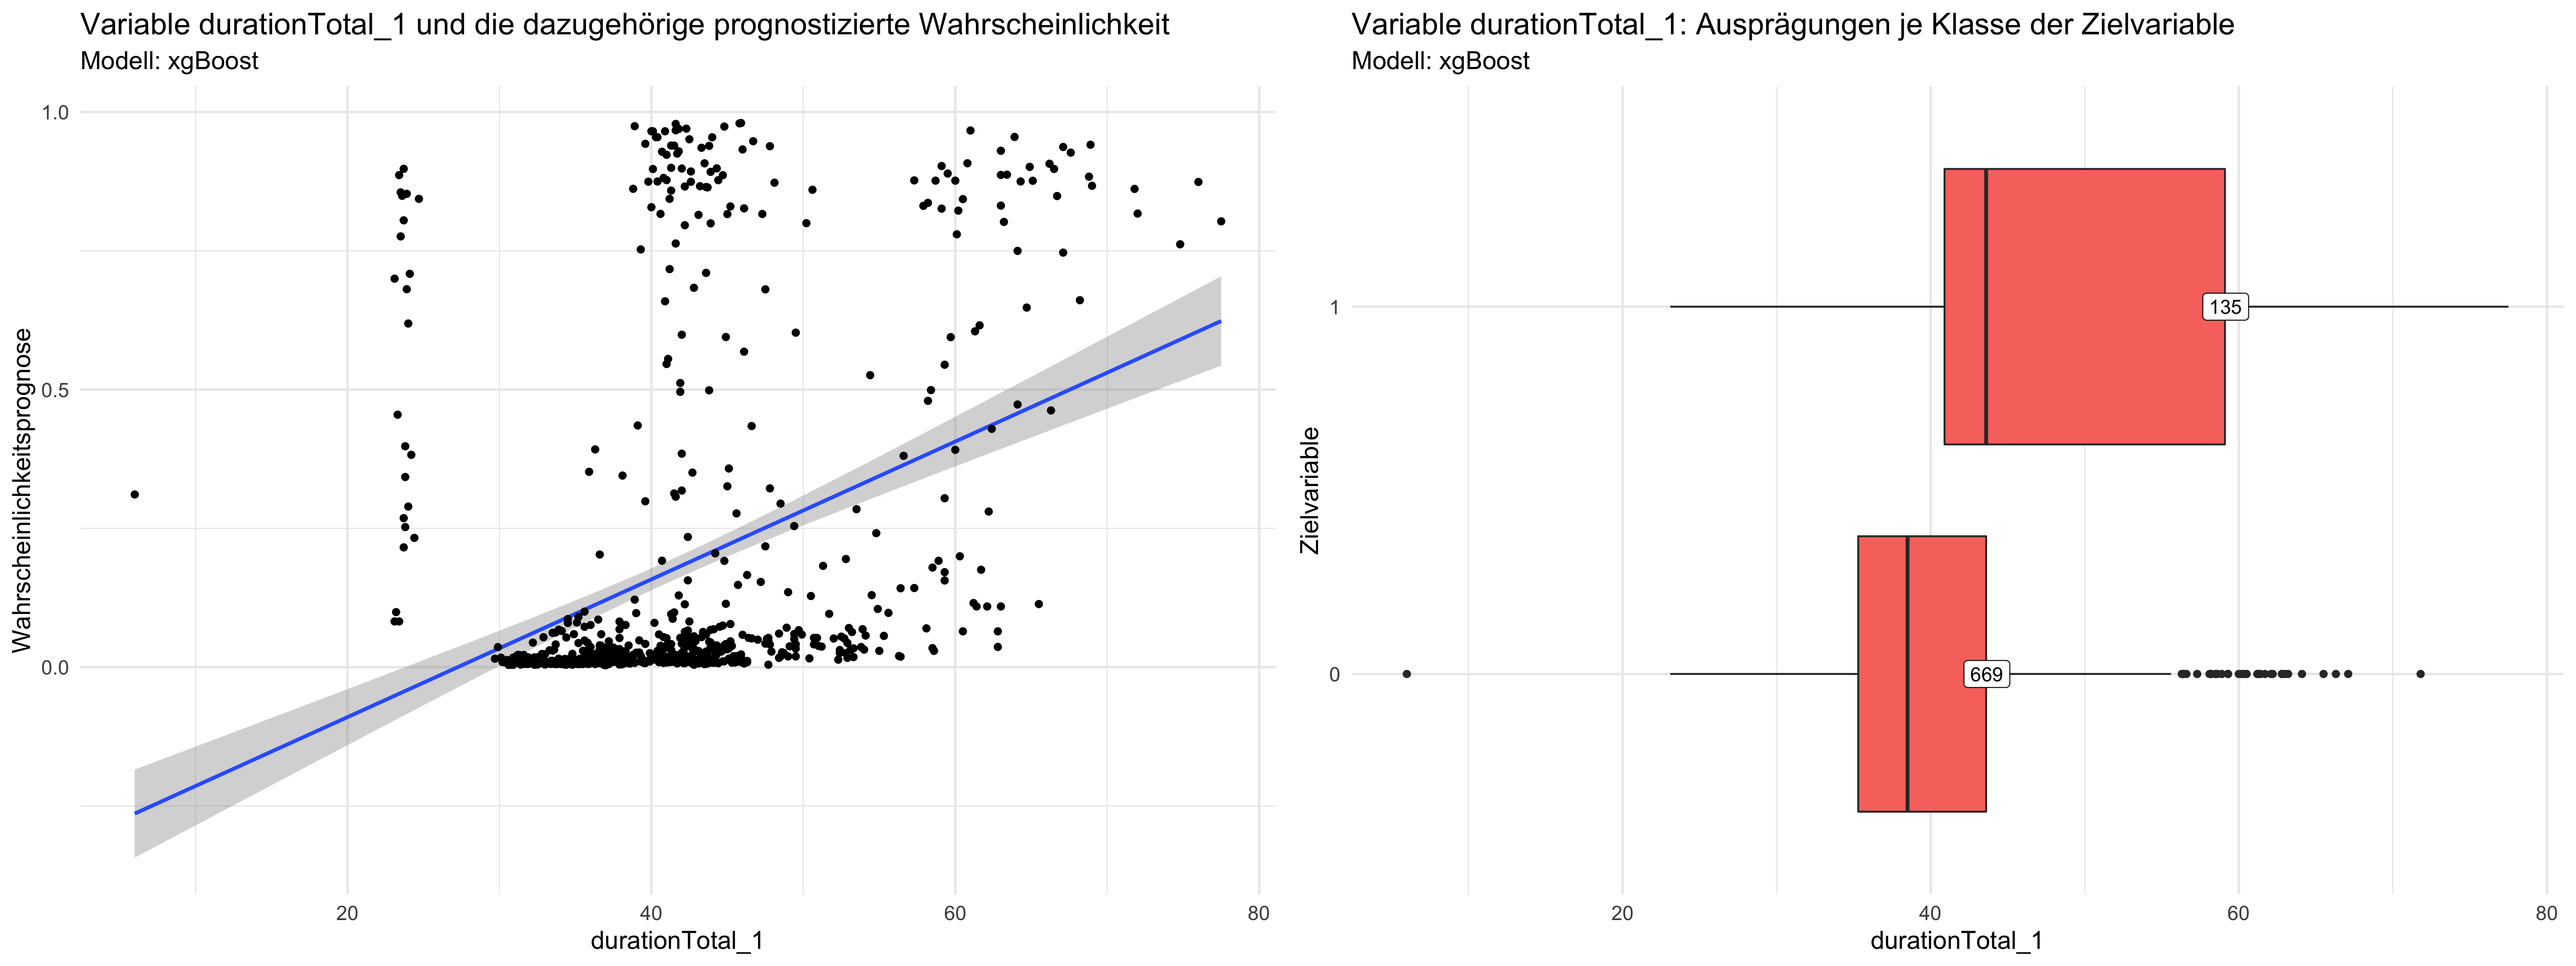 Variable durationTotal_1 und die dazugehörige prognostizierte Wahrscheinlichkeit
Modell: xgBoost
Wahrscheinlichkeitsprognose
1.0
0.5
0.0
20
40
60
80
durationTotal_1
Variable durationTotal_1: Ausprägungen je Klasse der Zielvariable
Modell: xgBoost
Zielvariable
1
135
0
669
20
40
60
80
durationTotal_1